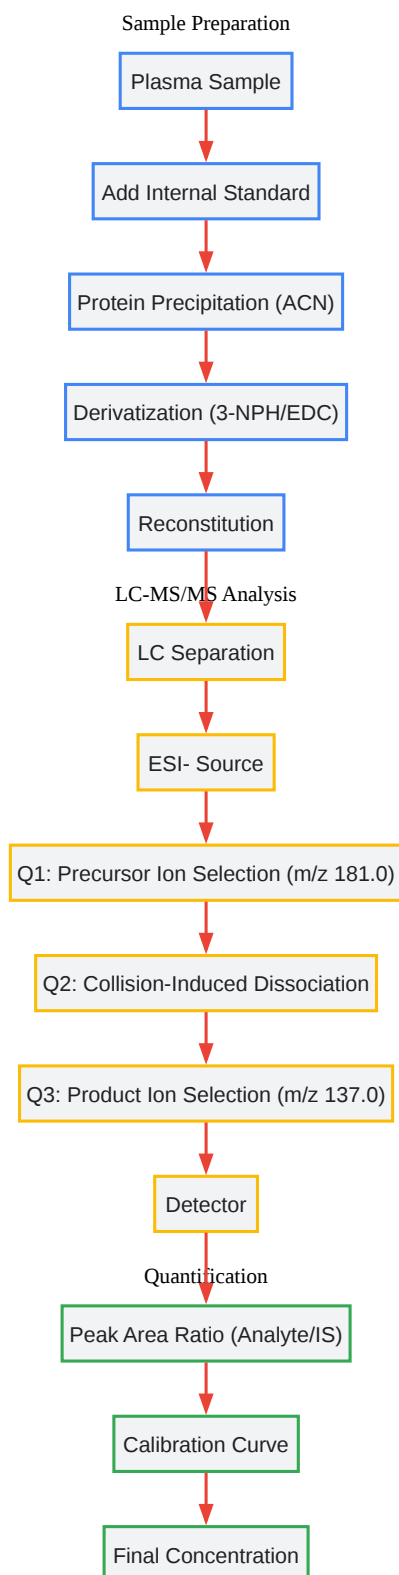 Sample Preparation
Plasma Sample
Add Internal Standard
Protein Precipitation (ACN)
Derivatization (3-NPH/EDC)
Reconstitution
LC-MS/MS Analysis
LC Separation
ESI- Source
Q1: Precursor Ion Selection (m/z 181.0)
Q2: Collision-Induced Dissociation
Q3: Product Ion Selection (m/z 137.0)
Detector
Quantification
Peak Area Ratio (Analyte/IS)
Calibration Curve
Final Concentration